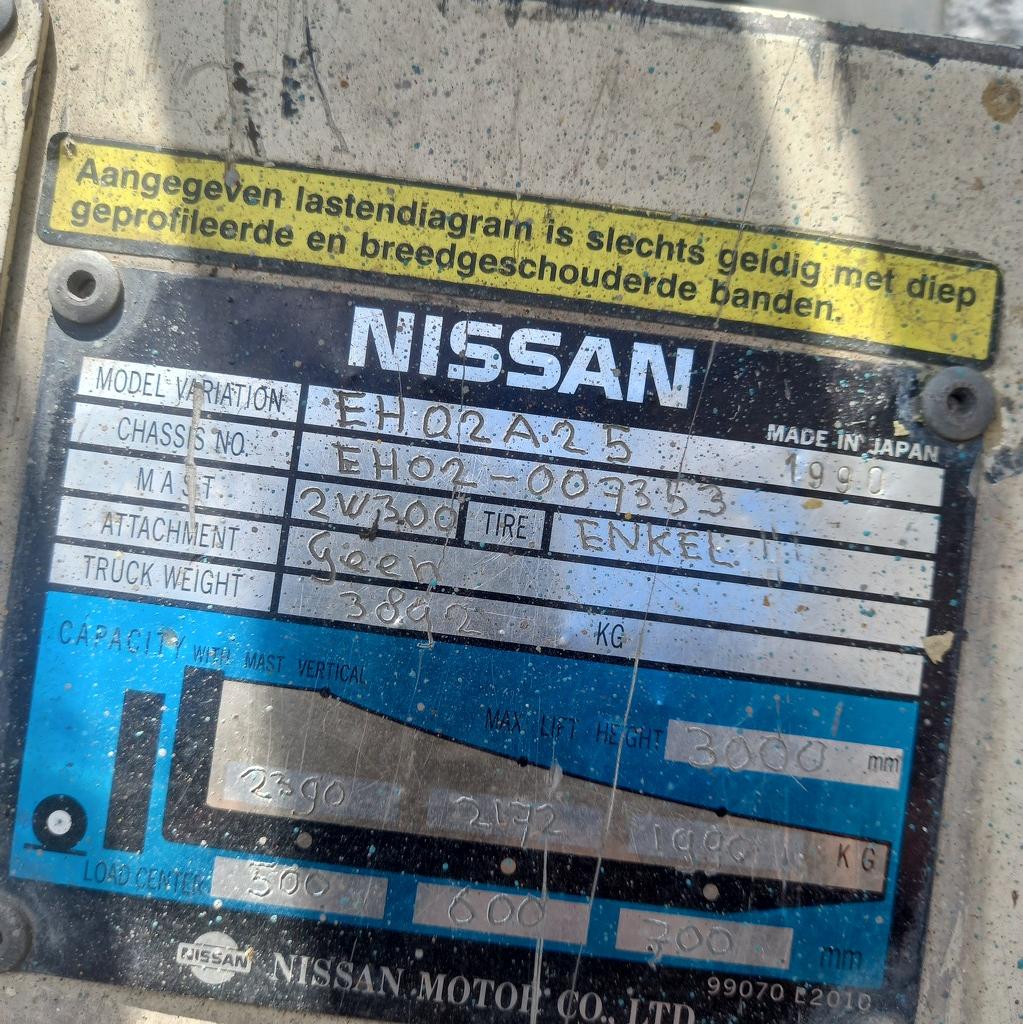 Aangegeven lastendiagram is slechts geldig met diep
geprofileerde en breedgeschouderde banden.
NISSAN
MADE IN JAPAN
MODEL VARIATION EH02A25 1990
CHASSIS NO. EH02-007353
MAST 2W300 TIRE ENKEL
ATTACHMENT Geen
TRUCK WEIGHT 3892 KG
CAPACITY WITH MAST VERTICAL
MAX LIFT HEIGHT 3000 mm
2390 2172 1990 KG
LOAD CENTER 500 600 700 mm
NISSAN NISSAN MOTOR CO., LTD.
99070 E2010